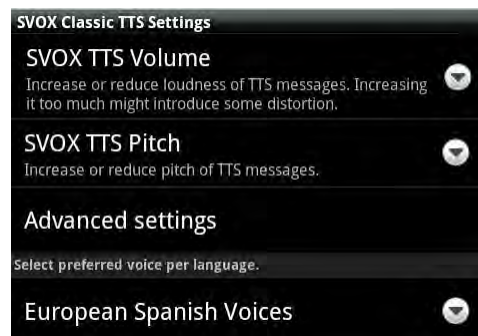 SVOX Classic TTS Settings
SVOX TTS Volume
Increase or reduce loudness of TTS messages. Increasing
it too much might introduce some distortion.
SVOX TTS Pitch
Increase or reduce pitch of TTS messages.
Advanced settings
Select preferred voice per language.
European Spanish Voices